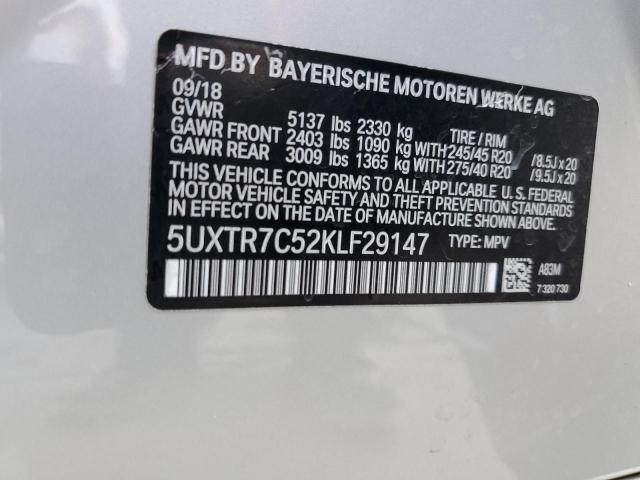 MFD BY BAYERISCHE MOTOREN WERKE AG
09/18
GVWR 5137 lbs 2330 kg TIRE / RIM
GAWR FRONT 2403 lbs 1090 kg WITH 245/45 R20 /8.5J x 20
GAWR REAR 3009 lbs 1365 kg WITH 275/40 R20 /9.5J x 20
THIS VEHICLE CONFORMS TO ALL APPLICABLE U.S. FEDERAL
MOTOR VEHICLE SAFETY, BUMPER, AND THEFT PREVENTION
STANDARDS IN EFFECT ON THE DATE OF MANUFACTURE SHOWN ABOVE.
5UXTR7C52KLF29147 TYPE: MPV
A83M
7 320 730